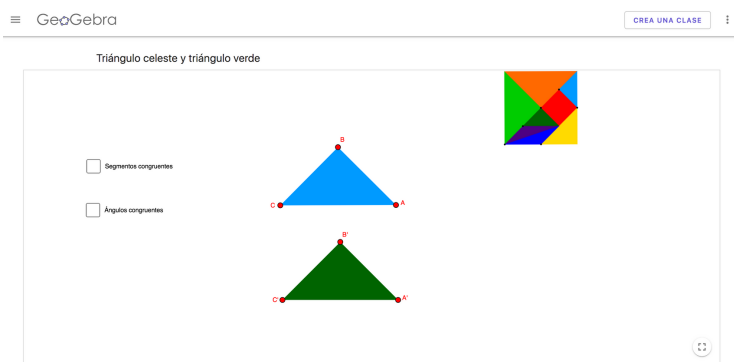 GeoGebra
CREA UNA CLASE
Triángulo celeste y triángulo verde
Segmentos congruentes
Ángulos congruentes
B
C
A
B'
C'
A'